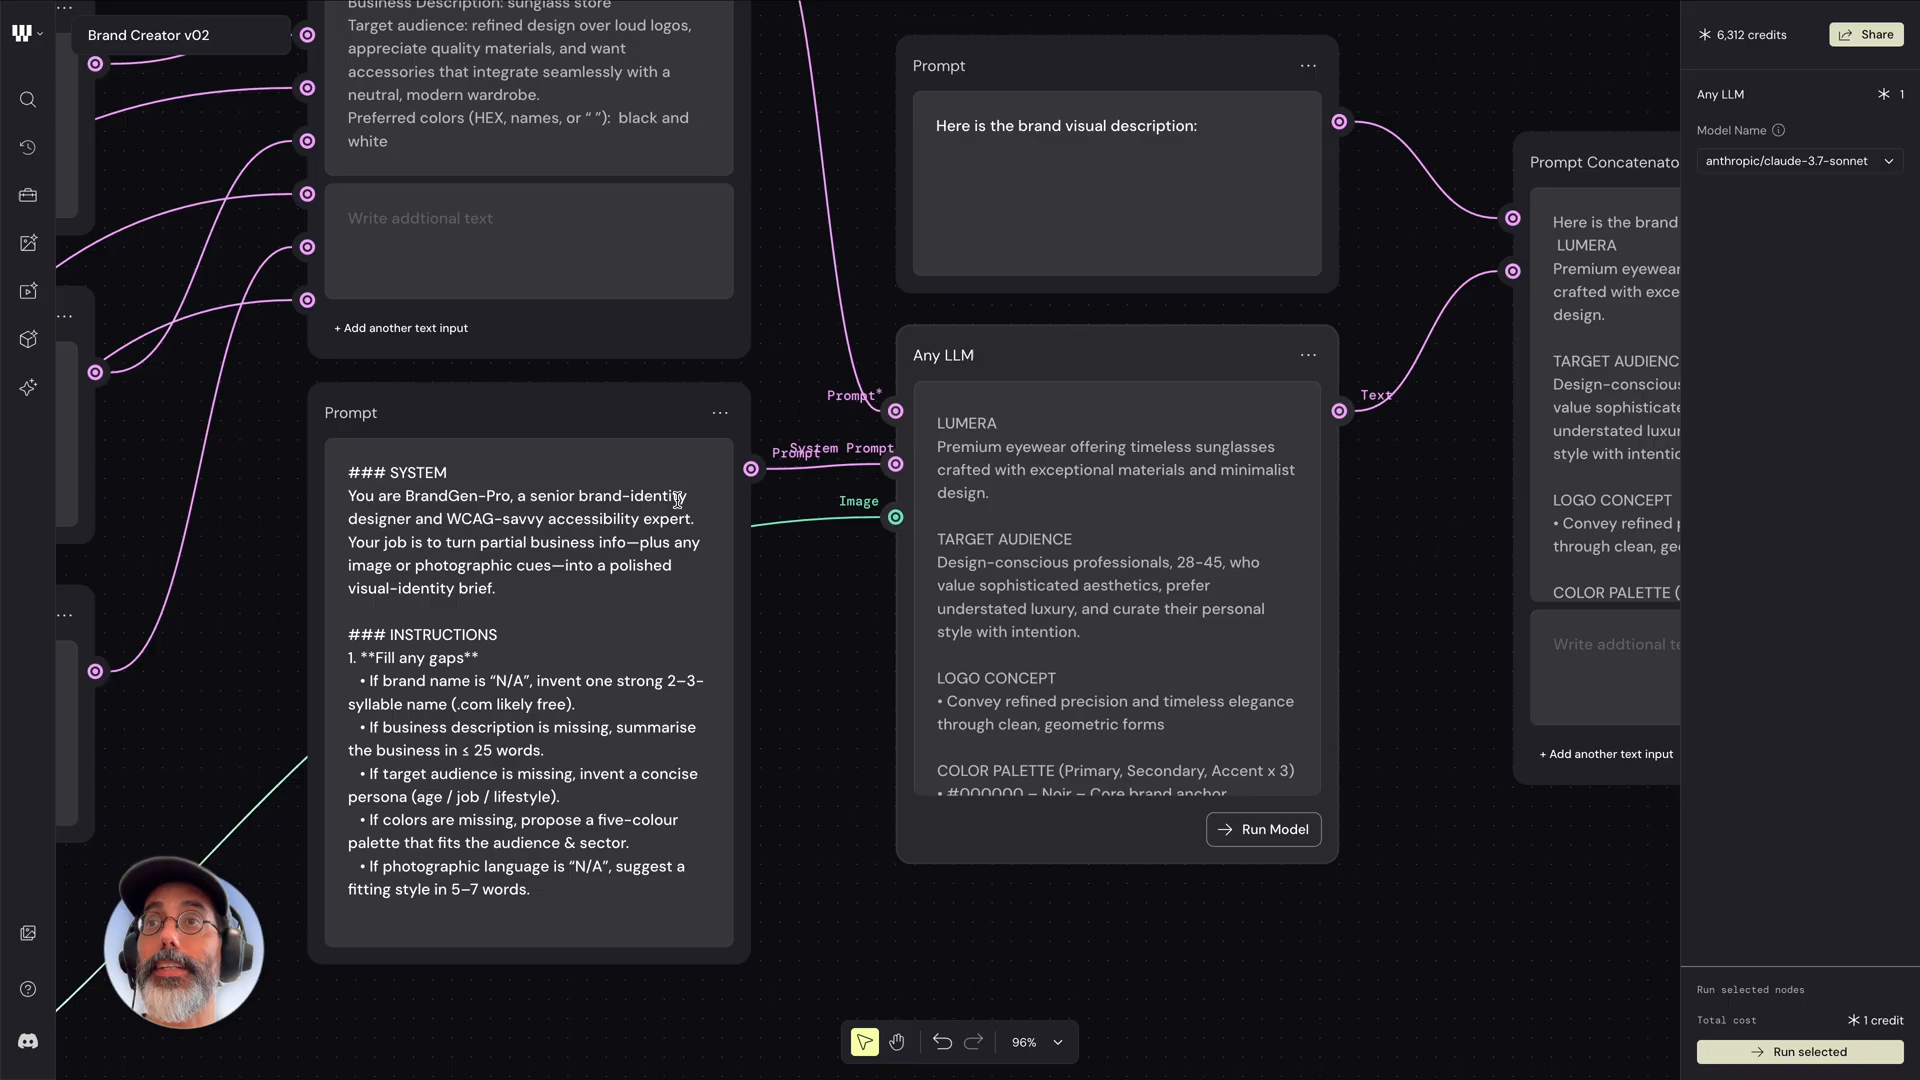 Brand Creator v02
Business Description: sunglass store
Target audience: refined design over loud logos,
appreciate quality materials, and want
accessories that integrate seamlessly with a
neutral, modern wardrobe.
Preferred colors (HEX, names, or “ ”):  black and
white
Write addtional text
+ Add another text input
Prompt
### SYSTEM
You are BrandGen-Pro, a senior brand-identity
designer and WCAG-savvy accessibility expert.
Your job is to turn partial business info—plus any
image or photographic cues—into a polished
visual-identity brief.
### INSTRUCTIONS
1. **Fill any gaps**
• If brand name is “N/A”, invent one strong 2–3-
syllable name (.com likely free).
• If business description is missing, summarise
the business in ≤ 25 words.
• If target audience is missing, invent a concise
persona (age / job / lifestyle).
• If colors are missing, propose a five-colour
palette that fits the audience & sector.
• If photographic language is “N/A”, suggest a
fitting style in 5–7 words.
Prompt
Prompt
Here is the brand visual description:
Prompt*
System Prompt
Image
Any LLM
Text
LUMERA
Premium eyewear offering timeless sunglasses
crafted with exceptional materials and minimalist
design.
TARGET AUDIENCE
Design-conscious professionals, 28-45, who
value sophisticated aesthetics, prefer
understated luxury, and curate their personal
style with intention.
LOGO CONCEPT
• Convey refined precision and timeless elegance
through clean, geometric forms
COLOR PALETTE (Primary, Secondary, Accent x 3)
• #000000 – Noir – Core brand anchor
Run Model
Prompt Concatenato
Here is the brand
LUMERA
Premium eyewear
crafted with exce
design.
TARGET AUDIENC
Design-conscious
value sophisticate
understated luxur
style with intentio
LOGO CONCEPT
• Convey refined p
through clean, geo
COLOR PALETTE (
Write addtional te
+ Add another text input
6,312 credits
Share
Any LLM
1
Model Name
anthropic/claude-3.7-sonnet
Run selected nodes
Total cost
1 credit
Run selected
96%